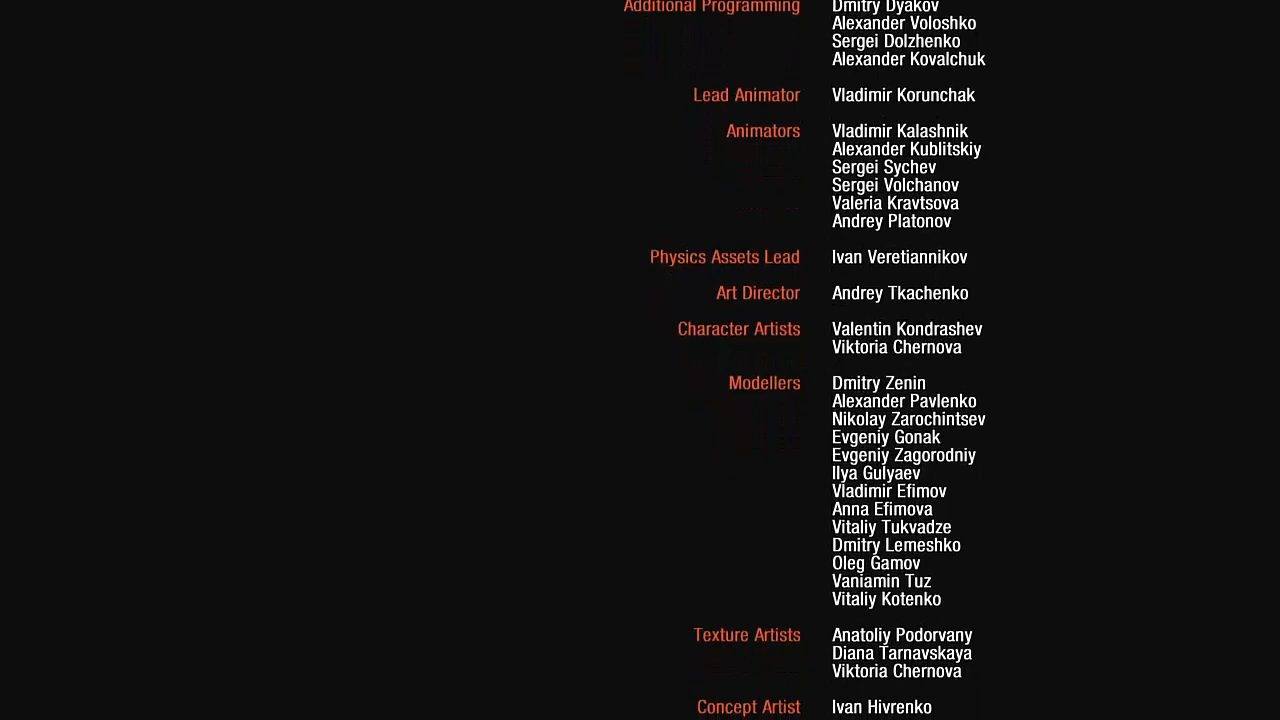 Additional Programming Dmitry Dyakov
Alexander Voloshko
Sergei Dolzhenko
Alexander Kovalchuk
Lead Animator Vladimir Korunchak
Animators Vladimir Kalashnik
Alexander Kublitskiy
Sergei Sychev
Sergei Volchanov
Valeria Kravtsova
Andrey Platonov
Physics Assets Lead Ivan Veretiannikov
Art Director Andrey Tkachenko
Character Artists Valentin Kondrashev
Viktoria Chernova
Modellers Dmitry Zenin
Alexander Pavlenko
Nikolay Zarochintsev
Evgeniy Gonak
Evgeniy Zagorodniy
Ilya Gulyaev
Vladimir Efimov
Anna Efimova
Vitaliy Tukvadze
Dmitry Lemeshko
Oleg Gamov
Vaniamin Tuz
Vitaliy Kotenko
Texture Artists Anatoliy Podorvany
Diana Tarnavskaya
Viktoria Chernova
Concept Artist Ivan Hivrenko